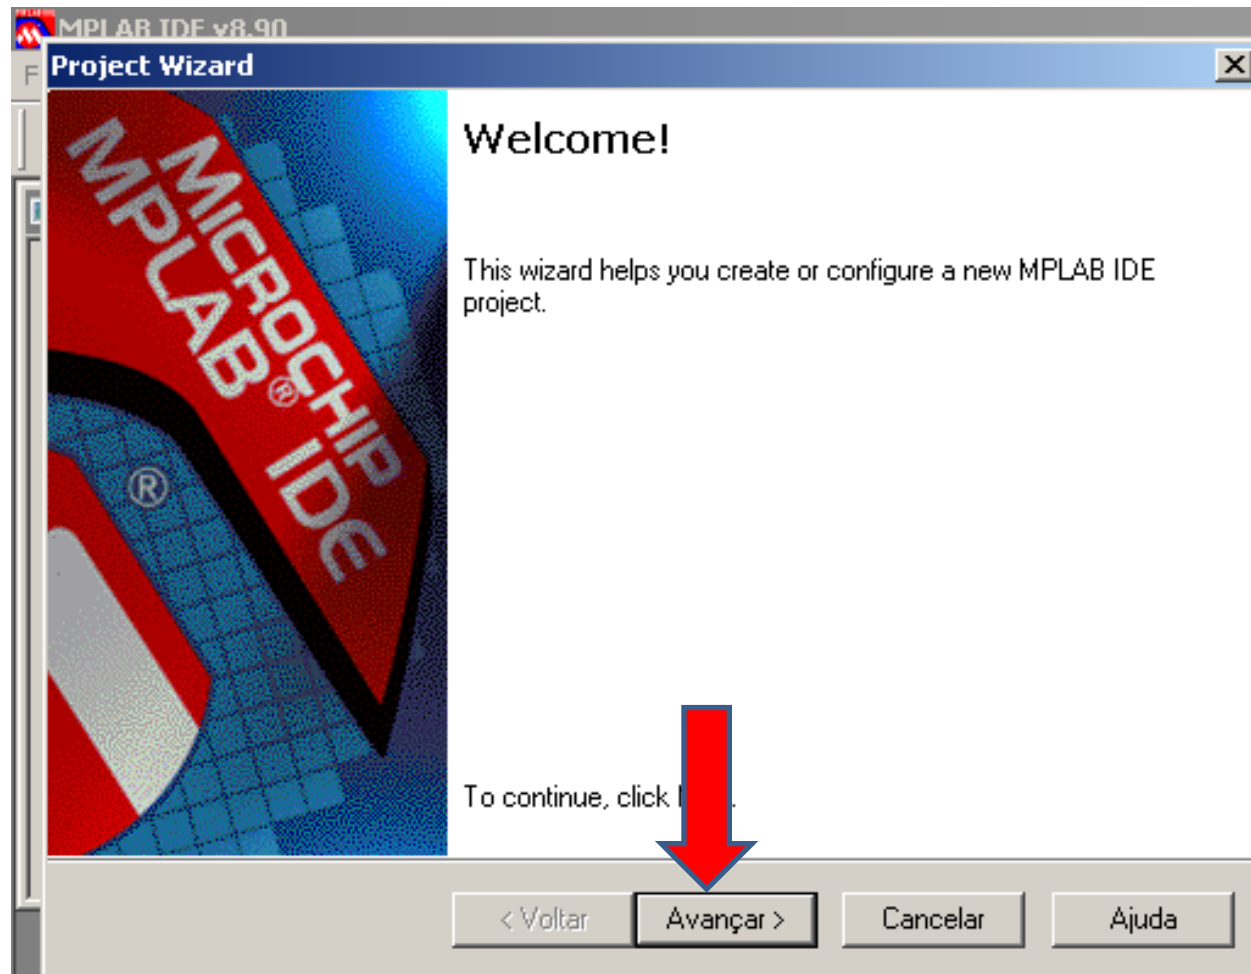 MPLAB IDE v8.90
F
Project Wizard
MICROCHIP
MPLAB® IDE
®
Welcome!
This wizard helps you create or configure a new MPLAB IDE
project.
To continue, click
< Voltar
Avançar >
Cancelar
Ajuda